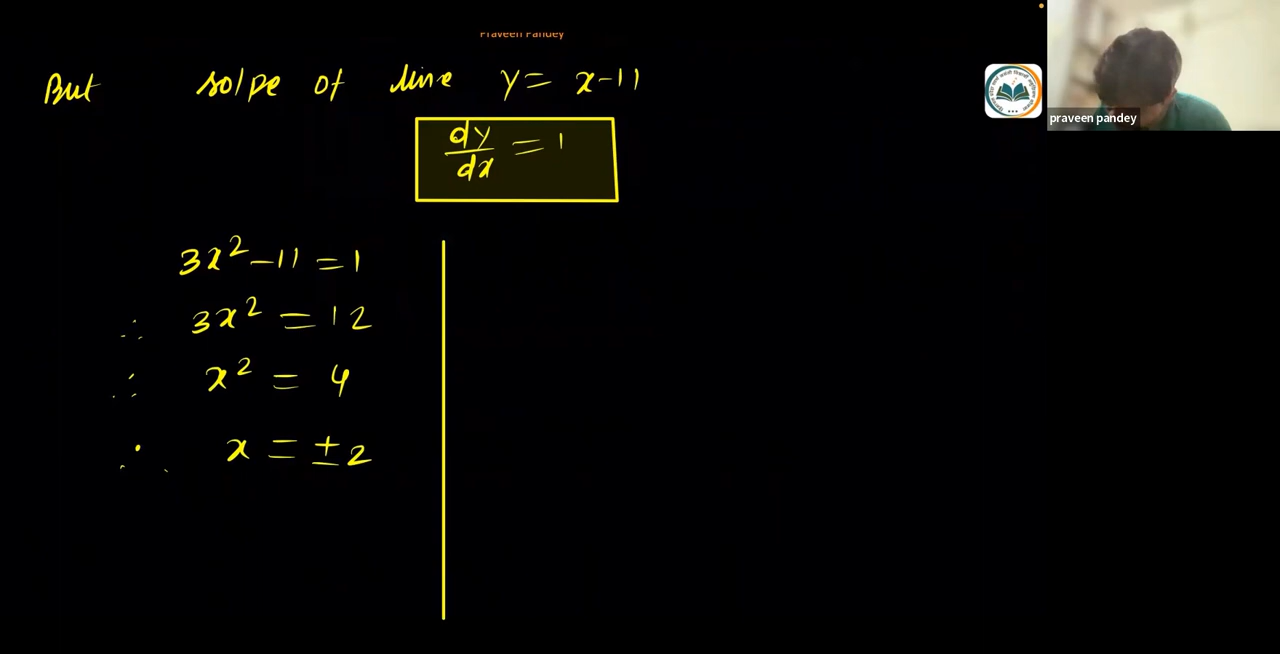 Praveen Pandey
But solpe of line y = x-11
dy/dx = 1
3x² - 11 = 1
∴ 3x² = 12
∴ x² = 4
∴ x = ±2
praveen pandey